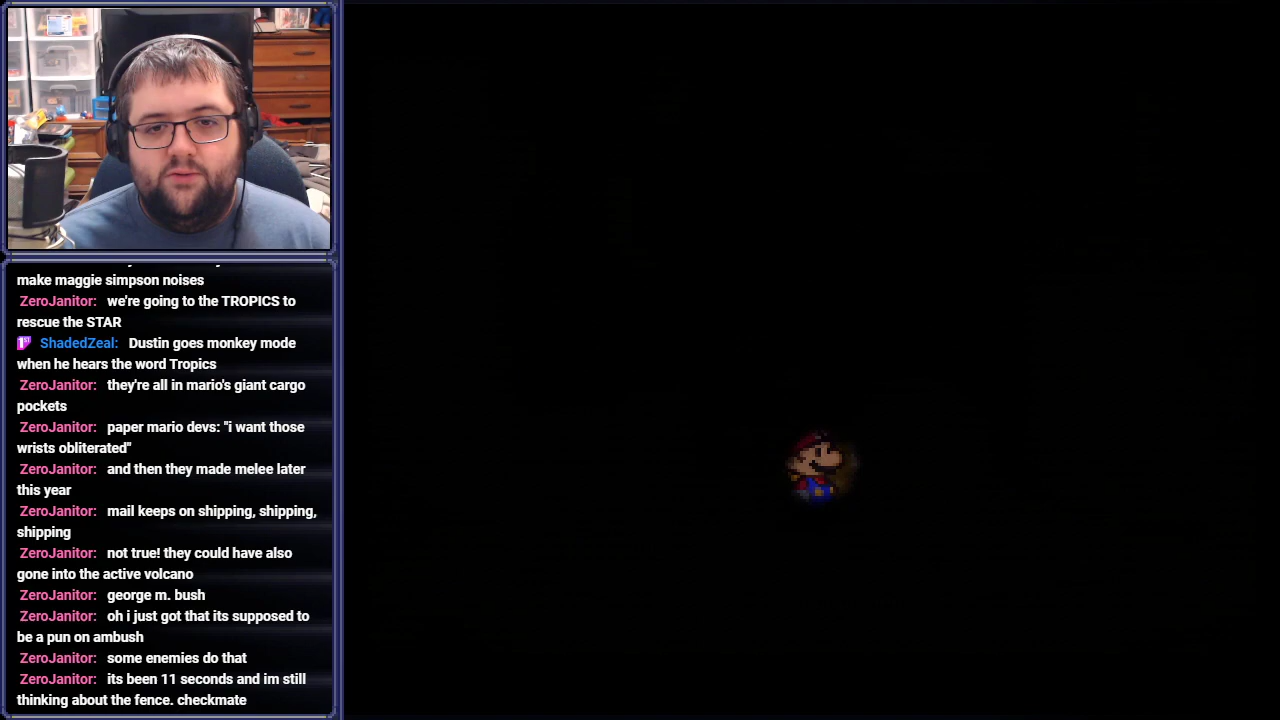 make maggie simpson noises
ZeroJanitor: we're going to the TROPICS to
rescue the STAR
1ST ShadedZeal: Dustin goes monkey mode
when he hears the word Tropics
ZeroJanitor: they're all in mario's giant cargo
pockets
ZeroJanitor: paper mario devs: "i want those
wrists obliterated"
ZeroJanitor: and then they made melee later
this year
ZeroJanitor: mail keeps on shipping, shipping,
shipping
ZeroJanitor: not true! they could have also
gone into the active volcano
ZeroJanitor: george m. bush
ZeroJanitor: oh i just got that its supposed to
be a pun on ambush
ZeroJanitor: some enemies do that
ZeroJanitor: its been 11 seconds and im still
thinking about the fence. checkmate